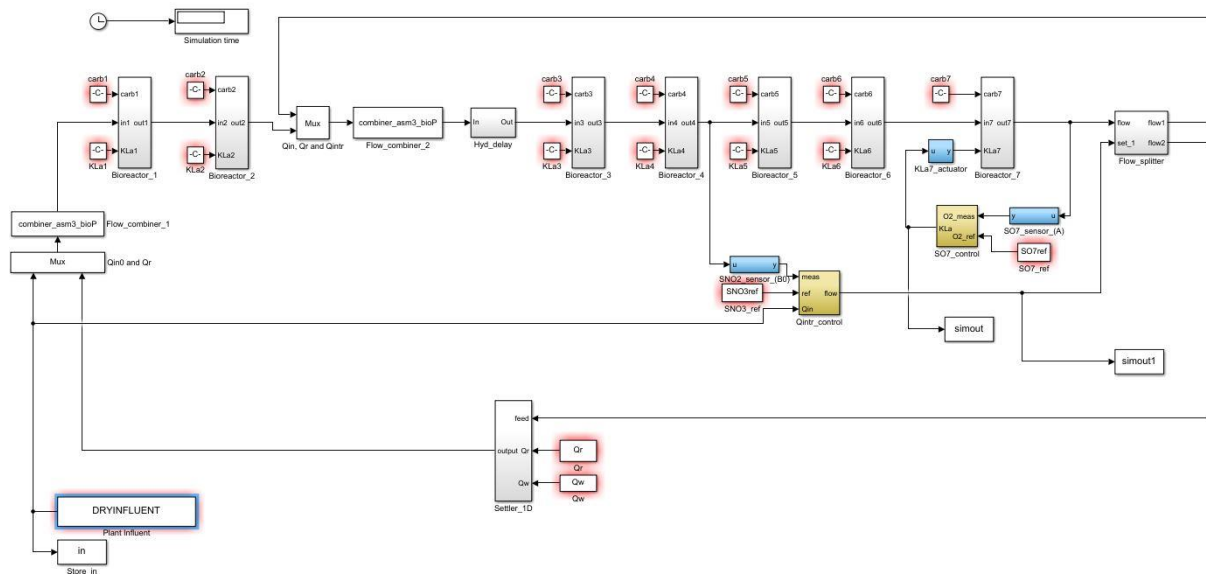 Simulation time
carb1
-C-
carb1
in1 out1
-C-
KLa1
KLa1
Bioreactor_1
carb2
-C-
carb2
in2 out2
-C-
KLa2
KLa2
Bioreactor_2
Mux
Qin, Qr and Qintr
combiner_asm3_bioP
Flow_combiner_2
In Out
Hyd_delay
carb3
-C-
carb3
in3 out3
-C-
KLa3
KLa3
Bioreactor_3
carb4
-C-
carb4
in4 out4
-C-
KLa4
KLa4
Bioreactor_4
carb5
-C-
carb5
in5 out5
-C-
KLa5
KLa5
Bioreactor_5
carb6
-C-
carb6
in6 out6
-C-
KLa6
KLa6
Bioreactor_6
carb7
-C-
carb7
in7 out7
u y
KLa7
KLa7_actuator
Bioreactor_7
flow flow1
set_1 flow2
Flow_splitter
combiner_asm3_bioP
Flow_combiner_1
Mux
Qin0 and Qr
O2_meas
KLa
O2_ref
SO7_control
y u
SO7_sensor_(A)
SO7ref
SO7_ref
u y
SNO2_sensor_(B0)
SNO3ref
SNO3_ref
meas
ref flow
Qin
Qintr_control
simout
simout1
feed
output Qr
Qw
Settler_1D
Qr
Qr
Qw
Qw
DRYINFLUENT
Plant Influent
in
Store_in